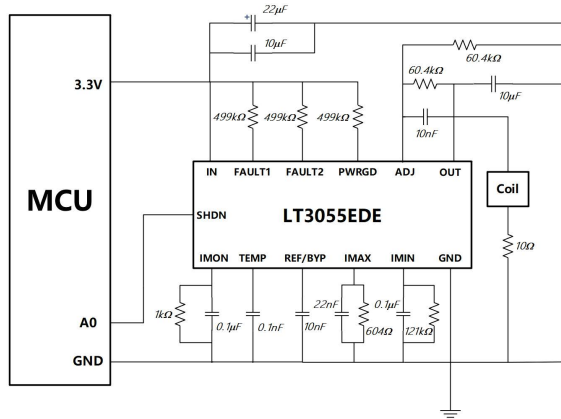 22μF
10μF
60.4kΩ
3.3V
60.4kΩ
10μF
499kΩ 499kΩ 499kΩ
10nF
IN FAULT1 FAULT2 PWRGD ADJ OUT
Coil
MCU
SHDN
LT3055EDE
10Ω
IMON TEMP REF/BYP IMAX IMIN GND
1kΩ 22nF 0.1μF
A0
0.1μF 0.1nF 10nF 604Ω 121kΩ
GND